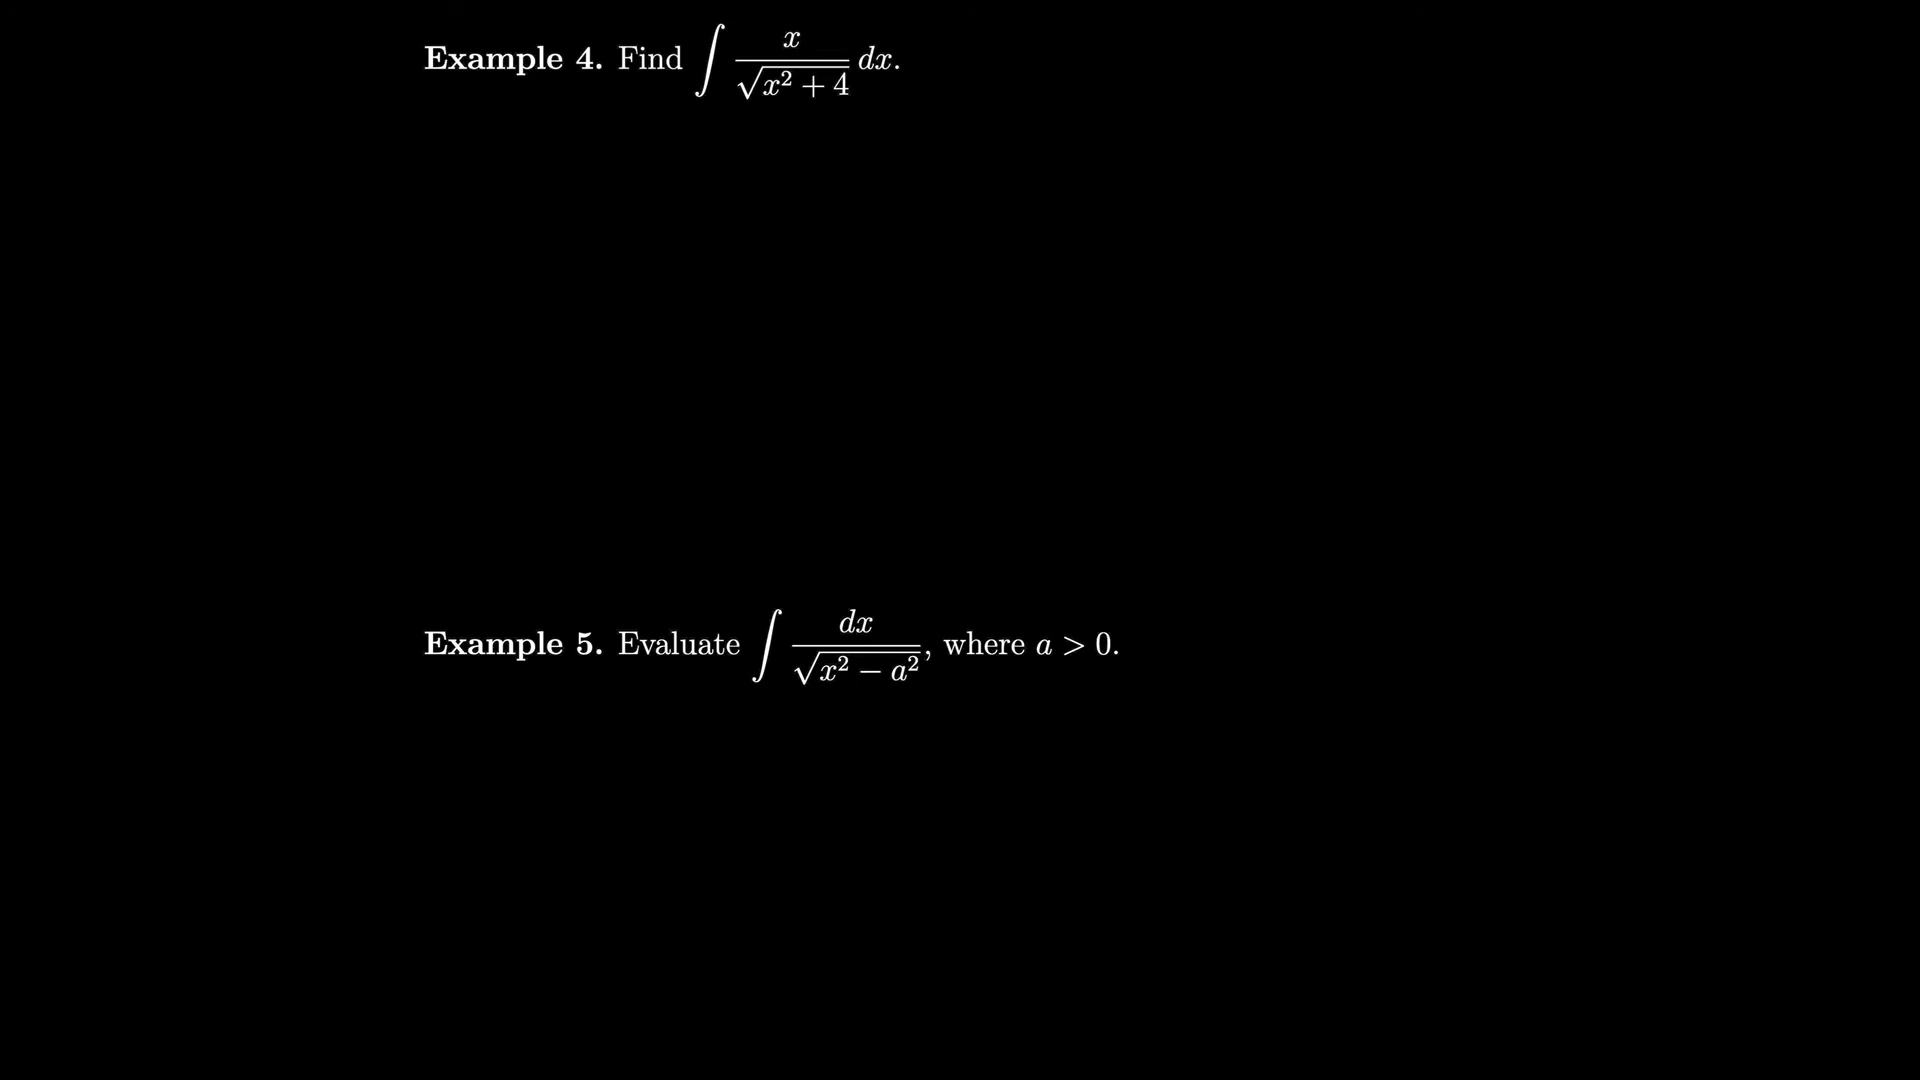 Example 4. Find ∫ x/√(x² + 4) dx.
Example 5. Evaluate ∫ dx/√(x² − a²), where a > 0.